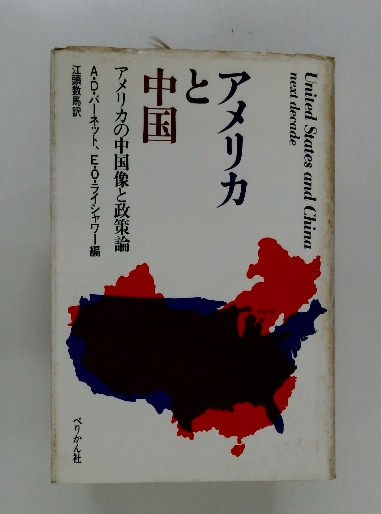 United States and China
next decade
アメリカ
と
中国
アメリカの中国像と政策論
A・D・バーネット、E・O・ライシャワー編
江頭数馬訳
ぺりかん社